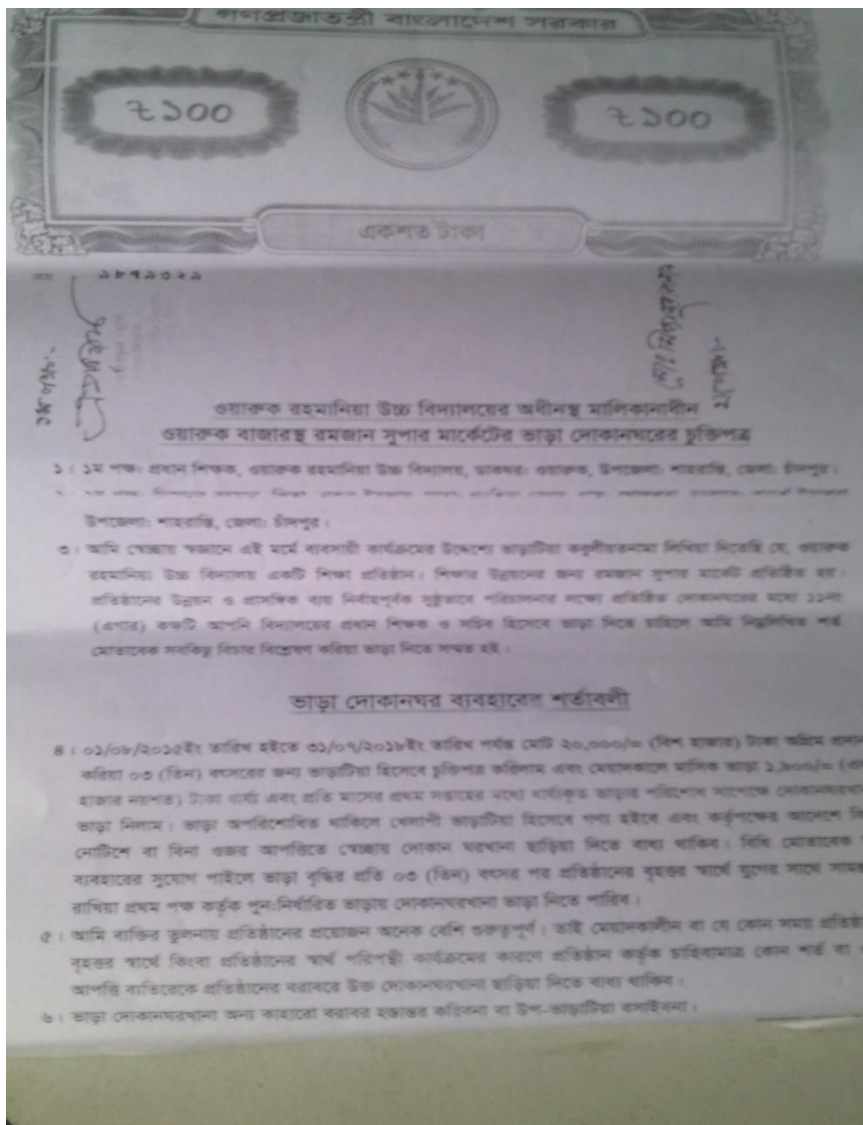 গণপ্রজাতন্ত্রী বাংলাদেশ সরকার
৳১০০
৳১০০
একশত টাকা
ওয়ারুক রহমানিয়া উচ্চ বিদ্যালয়ের অধীনস্থ মালিকানাধীন
ওয়ারুক বাজারস্থ রমজান সুপার মার্কেটের ভাড়া দোকানঘরের চুক্তিপত্র
১। ১ম পক্ষ: প্রধান শিক্ষক, ওয়ারুক রহমানিয়া উচ্চ বিদ্যালয়, ডাকঘর: ওয়ারুক, উপজেলা: শাহরাস্তি, জেলা: চাঁদপুর।
উপজেলা: শাহরাস্তি, জেলা: চাঁদপুর।
৩। আমি স্বেচ্ছায় স্বজ্ঞানে এই মর্মে ব্যবসায়ী কার্যক্রমের উদ্দেশ্যে ভাড়াটিয়া কবুলীয়তনামা লিখিয়া দিতেছি যে, ওয়ারুক
রহমানিয়া উচ্চ বিদ্যালয় একটি শিক্ষা প্রতিষ্ঠান। শিক্ষার উন্নয়নের জন্য রমজান সুপার মার্কেট প্রতিষ্ঠিত হয়।
প্রতিষ্ঠানের উন্নয়ন ও প্রাসঙ্গিক ব্যয় নির্বাহপূর্বক সুষ্ঠুভাবে পরিচালনার লক্ষ্যে প্রতিষ্ঠিত দোকানঘরের মধ্যে ১১নং
(এগার) কক্ষটি আপনি বিদ্যালয়ের প্রধান শিক্ষক ও সচিব হিসেবে ভাড়া দিতে চাহিলে আমি নিম্নলিখিত শর্ত
মোতাবেক সবকিছু বিচার বিশ্লেষণ করিয়া ভাড়া নিতে সম্মত হই।
ভাড়া দোকানঘর ব্যবহারের শর্তাবলী
৪। ০১/০৮/২০১৫ইং তারিখ হইতে ৩১/০৭/২০১৮ইং তারিখ পর্যন্ত মোট ২০,০০০/= (বিশ হাজার) টাকা অগ্রিম প্রদান
করিয়া ০৩ (তিন) বৎসরের জন্য ভাড়াটিয়া হিসেবে চুক্তিপত্র করিলাম এবং মেয়াদকালে মাসিক ভাড়া ১,৯০০/=
হাজার নয়শত) টাকা ধার্য্য এবং প্রতি মাসের প্রথম সপ্তাহের মধ্যে ধার্যকৃত ভাড়ার পরিশোধ সাপেক্ষে দোকানঘরখানা
ভাড়া নিলাম। ভাড়া অপরিশোধিত থাকিলে খেলাপী ভাড়াটিয়া হিসেবে গণ্য হইবে এবং কর্তৃপক্ষের আদেশে
নোটিশে বা বিনা ওজর আপত্তিতে স্বেচ্ছায় দোকান ঘরখানা ছাড়িয়া দিতে বাধ্য থাকিব। বিধি মোতাবেক
ব্যবহারের সুযোগ পাইলে ভাড়া বৃদ্ধির প্রতি ০৩ (তিন) বৎসর পর প্রতিষ্ঠানের বৃহত্তর স্বার্থে যুগের সাথে
রাখিয়া প্রথম পক্ষ কর্তৃক পুন:নির্ধারিত ভাড়ায় দোকানঘরখানা ভাড়া নিতে পারিব।
৫। আমি ব্যক্তির তুলনায় প্রতিষ্ঠানের প্রয়োজন অনেক বেশি গুরুত্বপূর্ণ। তাই মেয়াদকালীন বা যে কোন সময়
বৃহত্তর স্বার্থে কিংবা প্রতিষ্ঠানের স্বার্থ পরিপন্থী কার্যক্রমের কারণে প্রতিষ্ঠান কর্তৃক চাহিবামাত্র কোন শর্ত বা
আপত্তি ব্যতিরেকে প্রতিষ্ঠানের বরাবরে উক্ত দোকানঘরখানা ছাড়িয়া দিতে বাধ্য থাকিব।
৬। ভাড়া দোকানঘরখানা অন্য কাহারো বরাবর হস্তান্তর করিবনা বা উপ-ভাড়াটিয়া বসাইবনা।